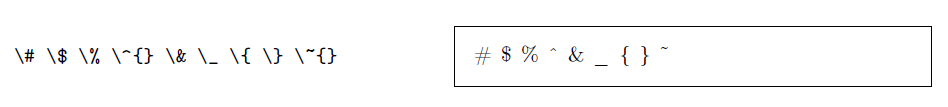 \# \$ \% \^{} \& \_ \{ \} \~{}
# $ % ^ & _ { } ~